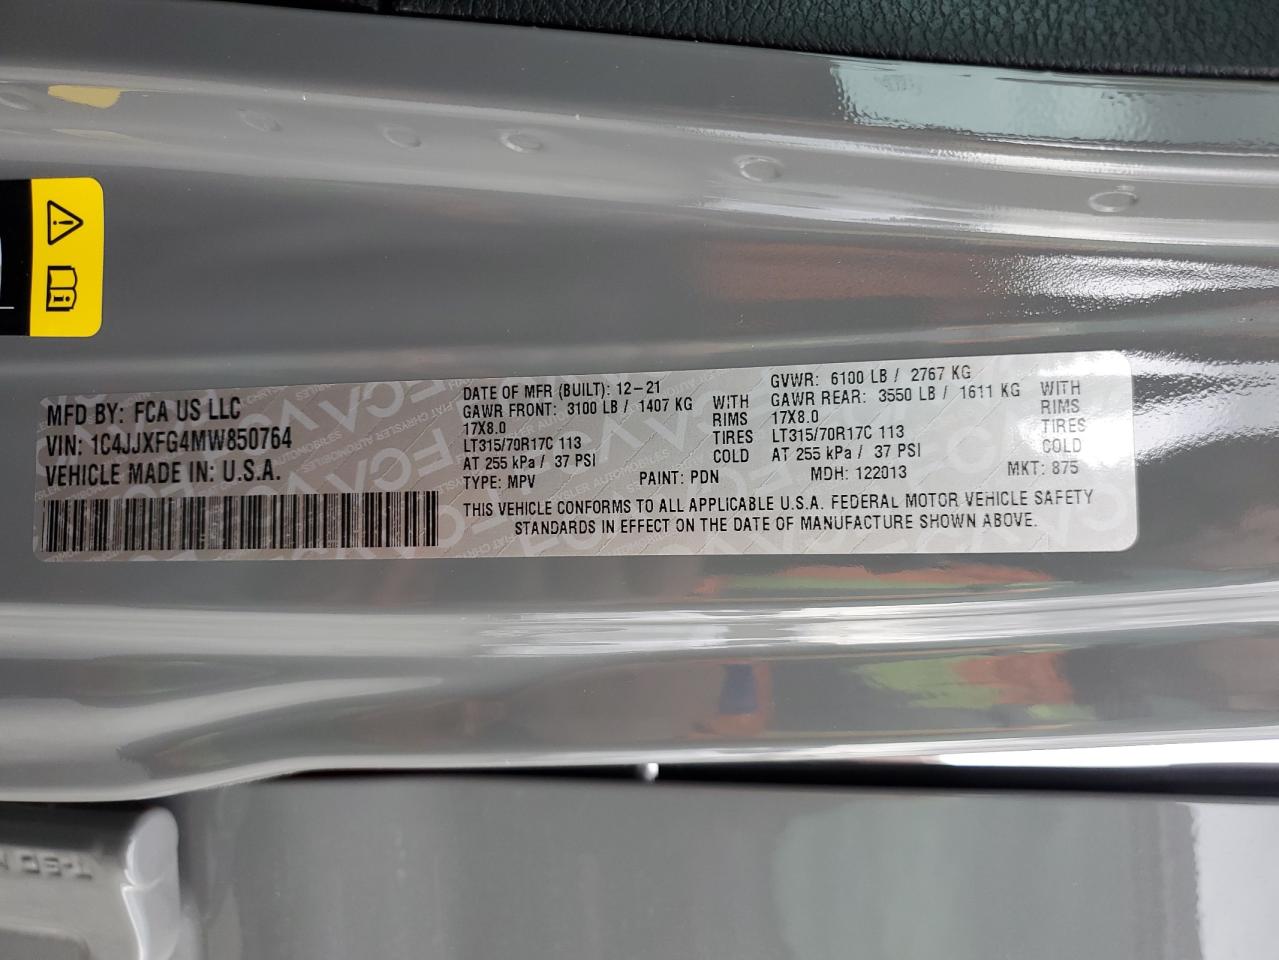 MFD BY: FCA US LLC
VIN: 1C4JJXFG4MW850764
VEHICLE MADE IN: U.S.A.
DATE OF MFR (BUILT): 12-21
GAWR FRONT: 3100 LB / 1407 KG WITH
17X8.0 RIMS
LT315/70R17C 113 TIRES
AT 255 kPa / 37 PSI COLD
GVWR: 6100 LB / 2767 KG
GAWR REAR: 3550 LB / 1611 KG WITH
17X8.0 RIMS
LT315/70R17C 113 TIRES
AT 255 kPa / 37 PSI COLD
TYPE: MPV PAINT: PDN MDH: 122013 MKT: 875
THIS VEHICLE CONFORMS TO ALL APPLICABLE U.S.A. FEDERAL MOTOR VEHICLE SAFETY
STANDARDS IN EFFECT ON THE DATE OF MANUFACTURE SHOWN ABOVE.